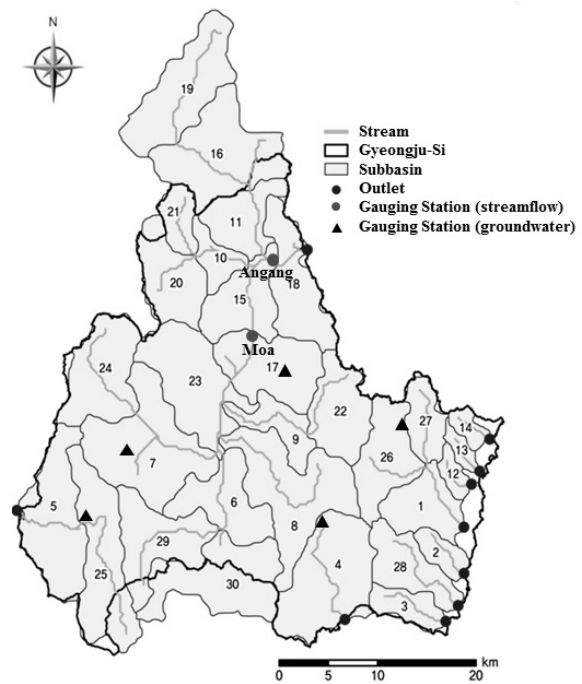 N
19
16
Stream
Gyeongju-Si
Subbasin
Outlet
Gauging Station (streamflow)
Gauging Station (groundwater)
21
11
10
Angang
20
18
15
Moa
17
24
23
22
27
14
9
13
7
26
12
5
6
1
8
29
2
4
28
25
30
3
km
0 5 10 20